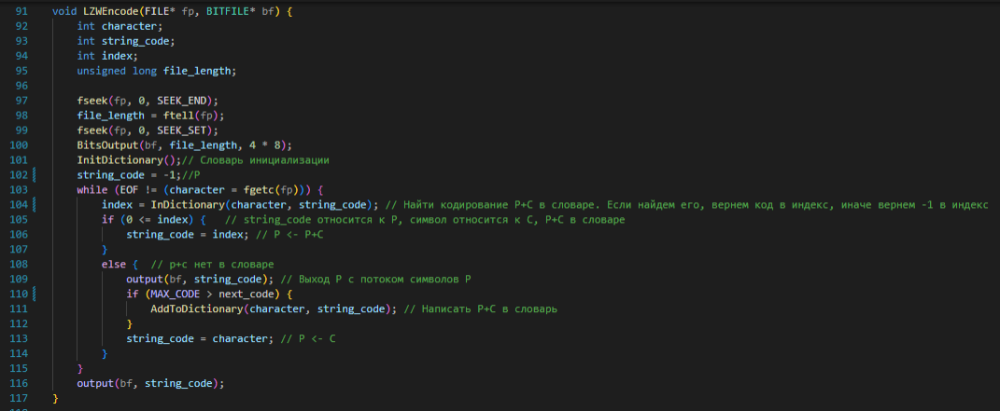 91 void LZWEncode(FILE* fp, BITFILE* bf) {
92     int character;
93     int string_code;
94     int index;
95     unsigned long file_length;
96
97     fseek(fp, 0, SEEK_END);
98     file_length = ftell(fp);
99     fseek(fp, 0, SEEK_SET);
100     BitsOutput(bf, file_length, 4 * 8);
101     InitDictionary();// Словарь инициализации
102     string_code = -1;//P
103     while (EOF != (character = fgetc(fp))) {
104         index = InDictionary(character, string_code); // Найти кодирование P+C в словаре. Если найдем его, вернем код в индекс, иначе вернем -1 в индекс
105         if (0 <= index) {   // string_code относится к P, символ относится к C, P+C в словаре
106             string_code = index; // P <- P+C
107         }
108         else {  // p+c нет в словаре
109             output(bf, string_code); // Выход P с потоком символов P
110             if (MAX_CODE > next_code) {
111                 AddToDictionary(character, string_code); // Написать P+C в словарь
112             }
113             string_code = character; // P <- C
114         }
115     }
116     output(bf, string_code);
117 }